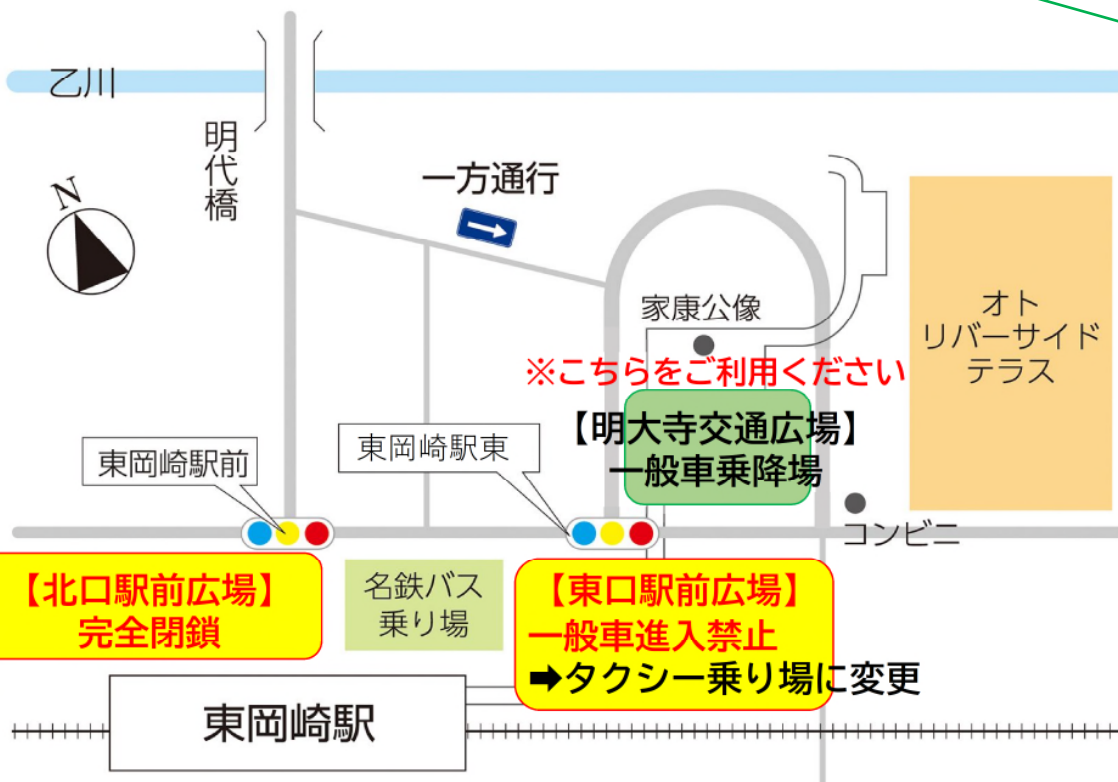 乙川
明代橋
N
一方通行
家康公像
オト
リバーサイド
テラス
※こちらをご利用ください
【明大寺交通広場】
一般車乗降場
東岡崎駅前
東岡崎駅東
コンビニ
【北口駅前広場】
完全閉鎖
名鉄バス
乗り場
【東口駅前広場】
一般車進入禁止
➡タクシー乗り場に変更
東岡崎駅